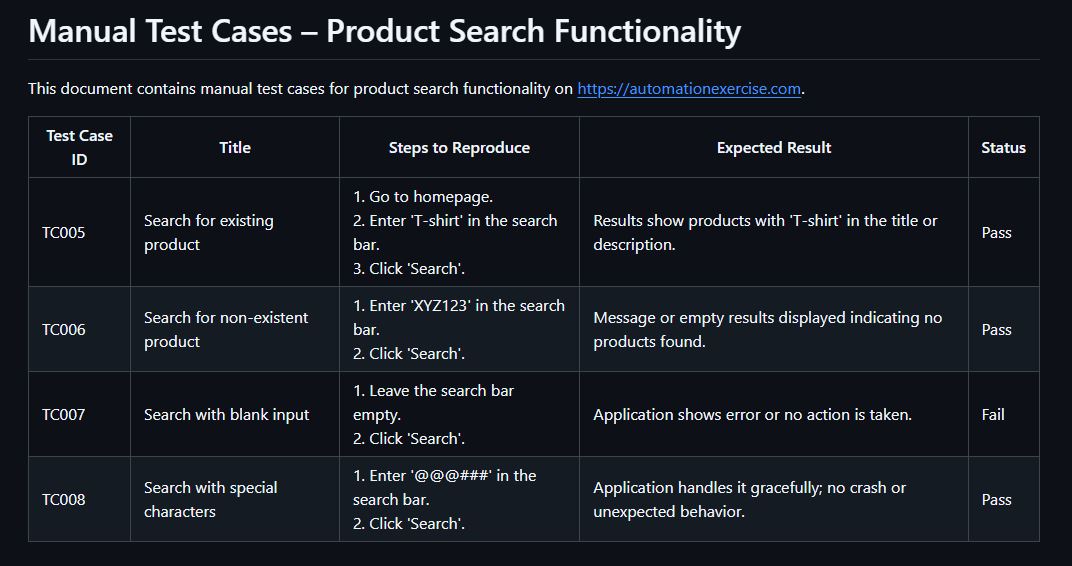 Manual Test Cases – Product Search Functionality
This document contains manual test cases for product search functionality on https://automationexercise.com.
Test Case
ID
Title
Steps to Reproduce
Expected Result
Status
TC005
Search for existing
product
1. Go to homepage.
2. Enter 'T-shirt' in the search
bar.
3. Click 'Search'.
Results show products with 'T-shirt' in the title or
description.
Pass
TC006
Search for non-existent
product
1. Enter 'XYZ123' in the search
bar.
2. Click 'Search'.
Message or empty results displayed indicating no
products found.
Pass
TC007
Search with blank input
1. Leave the search bar
empty.
2. Click 'Search'.
Application shows error or no action is taken.
Fail
TC008
Search with special
characters
1. Enter '@@@###' in the
search bar.
2. Click 'Search'.
Application handles it gracefully; no crash or
unexpected behavior.
Pass